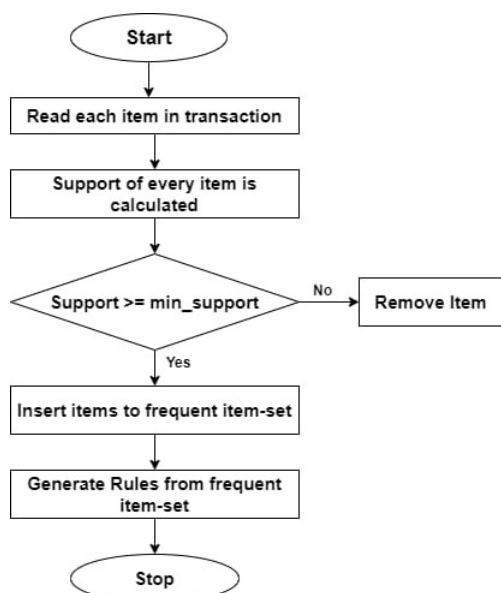 Start
Read each item in transaction
Support of every item is
calculated
Support >= min_support
No
Remove Item
Yes
Insert items to frequent item-set
Generate Rules from frequent
item-set
Stop